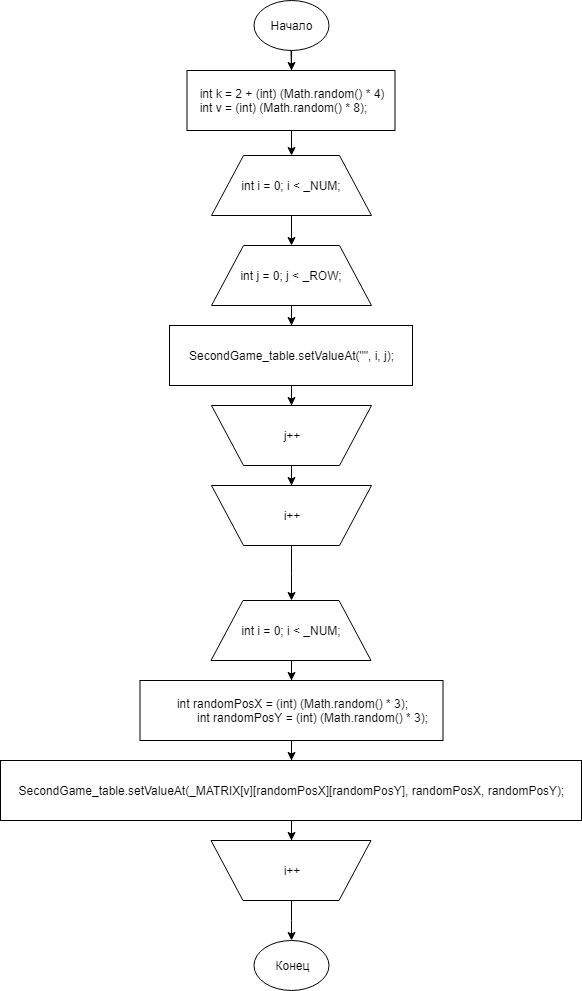 Начало
int k = 2 + (int) (Math.random() * 4)
int v = (int) (Math.random() * 8);
int i = 0; i < _NUM;
int j = 0; j < _ROW;
SecondGame_table.setValueAt("", i, j);
j++
i++
int i = 0; i < _NUM;
int randomPosX = (int) (Math.random() * 3);
int randomPosY = (int) (Math.random() * 3);
SecondGame_table.setValueAt(_MATRIX[v][randomPosX][randomPosY], randomPosX, randomPosY);
i++
Конец